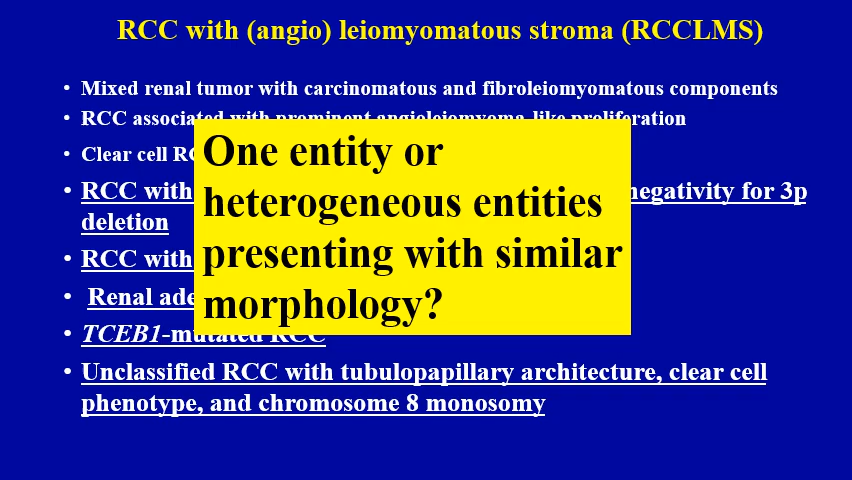 RCC with (angio) leiomyomatous stroma (RCCLMS)
• Mixed renal tumor with carcinomatous and fibroleiomyomatous components
• RCC associated with prominent angioleiomyoma-like proliferation
• Clear cell
• RCC with negativity for 3p
deletion
• RCC with
• Renal
• TCEB1-mutated RCC
• Unclassified RCC with tubulopapillary architecture, clear cell
phenotype, and chromosome 8 monosomy
One entity or
heterogeneous entities
presenting with similar
morphology?